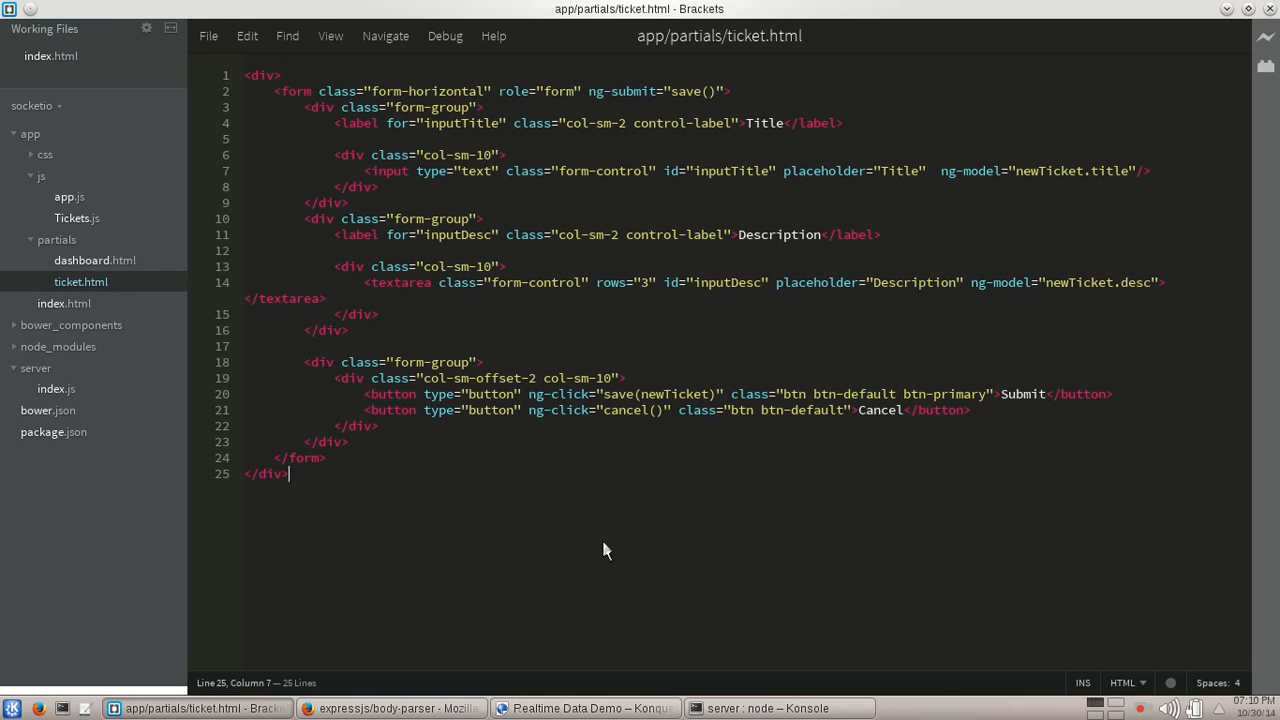 app/partials/ticket.html - Brackets
Working Files
index.html
socketio
app
css
js
app.js
Tickets.js
partials
dashboard.html
ticket.html
index.html
bower_components
node_modules
server
index.js
bower.json
package.json
File Edit Find View Navigate Debug Help
app/partials/ticket.html
1 <div>
2 <form class="form-horizontal" role="form" ng-submit="save()">
3 <div class="form-group">
4 <label for="inputTitle" class="col-sm-2 control-label">Title</label>
5
6 <div class="col-sm-10">
7 <input type="text" class="form-control" id="inputTitle" placeholder="Title"  ng-model="newTicket.title"/>
8 </div>
9 </div>
10 <div class="form-group">
11 <label for="inputDesc" class="col-sm-2 control-label">Description</label>
12
13 <div class="col-sm-10">
14 <textarea class="form-control" rows="3" id="inputDesc" placeholder="Description" ng-model="newTicket.desc">
</textarea>
15 </div>
16 </div>
17
18 <div class="form-group">
19 <div class="col-sm-offset-2 col-sm-10">
20 <button type="button" ng-click="save(newTicket)" class="btn btn-default btn-primary">Submit</button>
21 <button type="button" ng-click="cancel()" class="btn btn-default">Cancel</button>
22 </div>
23 </div>
24 </form>
25 </div>
Line 25, Column 7 — 25 Lines
INS HTML Spaces: 4
app/partials/ticket.html - Bracke
expressjs/body-parser - Mozilla
Realtime Data Demo – Konque
server : node – Konsole
07:10 PM
10/30/14